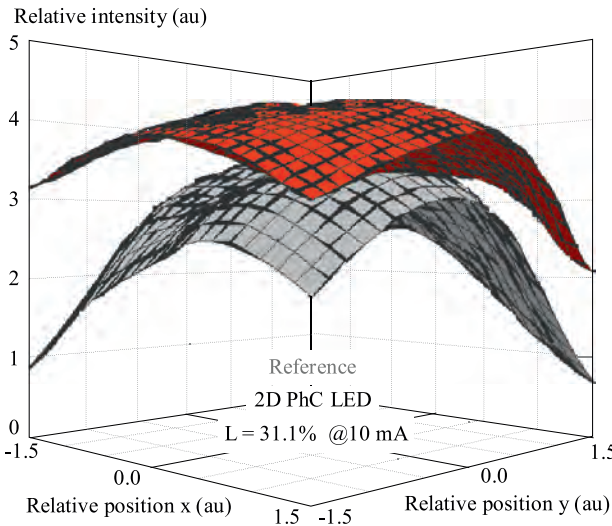 Relative intensity (au)
5
4
3
2
1
0
Reference
2D PhC LED
L = 31.1% @10 mA
-1.5
0.0
1.5
Relative position x (au)
-1.5
0.0
1.5
Relative position y (au)